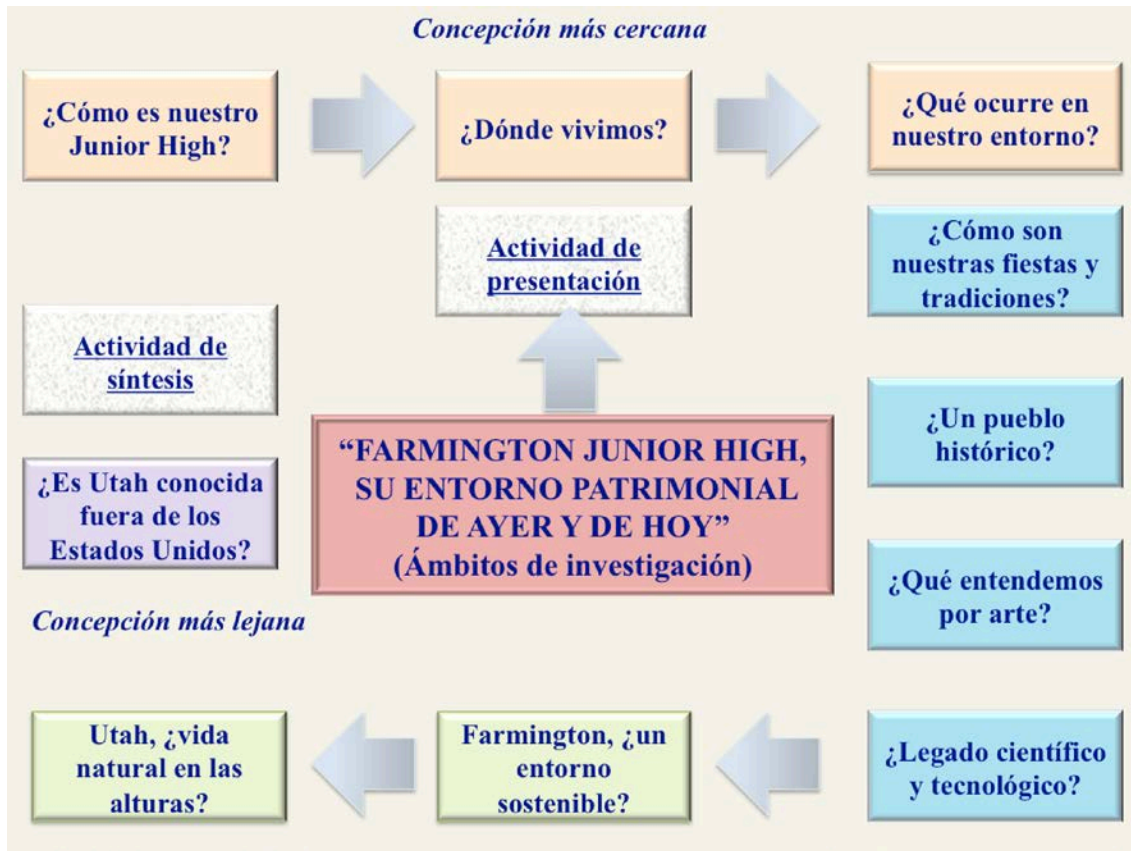 Concepción más cercana
¿Cómo es nuestro
Junior High?
¿Dónde vivimos?
¿Qué ocurre en
nuestro entorno?
Actividad de
presentación
¿Cómo son
nuestras fiestas y
tradiciones?
Actividad de
síntesis
¿Un pueblo
histórico?
“FARMINGTON JUNIOR HIGH,
SU ENTORNO PATRIMONIAL
DE AYER Y DE HOY”
(Ámbitos de investigación)
¿Es Utah conocida
fuera de los
Estados Unidos?
¿Qué entendemos
por arte?
Concepción más lejana
Utah, ¿vida
natural en las
alturas?
Farmington, ¿un
entorno
sostenible?
¿Legado científico
y tecnológico?